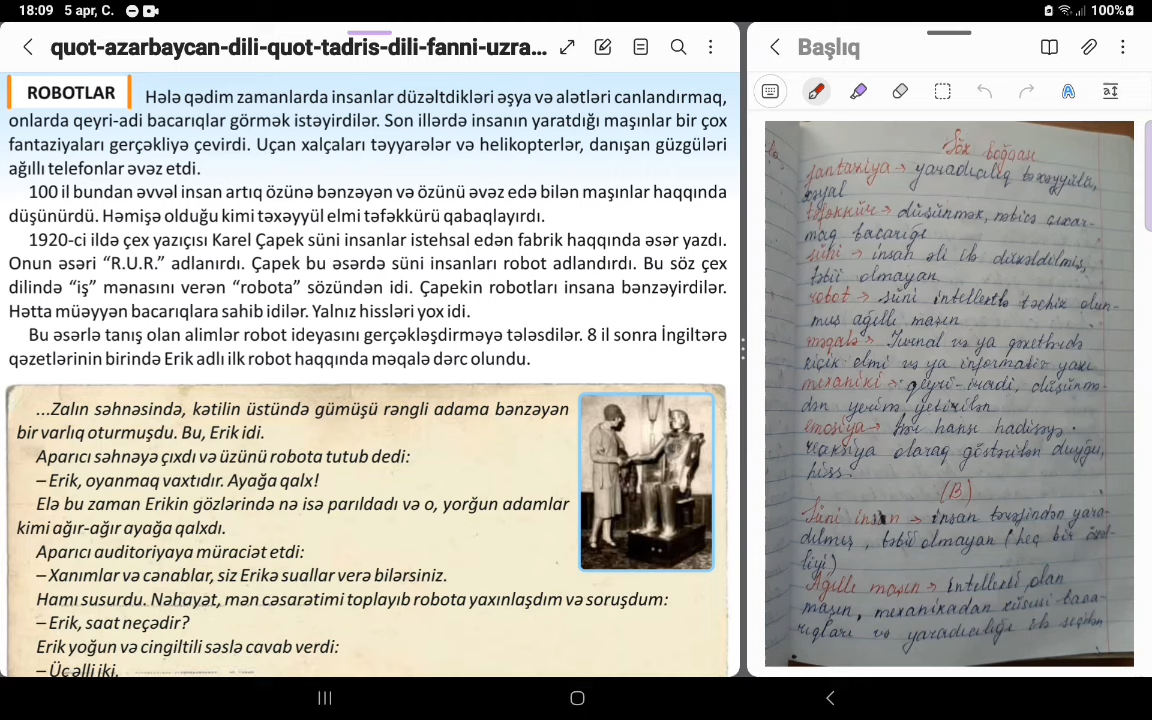 18:09 5 apr, C.
100%
quot-azarbaycan-dili-quot-tadris-dili-fanni-uzra...
Başlıq
ROBOTLAR
Hələ qədim zamanlarda insanlar düzəltdikləri əşya və alətləri canlandırmaq,
onlarda qeyri-adi bacarıqlar görmək istəyirdilər. Son illərdə insanın yaratdığı maşınlar bir çox
fantaziyaları gerçəkliyə çevirdi. Uçan xalçaları təyyarələr və helikopterlər, danışan güzgüləri
ağıllı telefonlar əvəz etdi.
100 il bundan əvvəl insan artıq özünə bənzəyən və özünü əvəz edə bilən maşınlar haqqında
düşünürdü. Həmişə olduğu kimi təxəyyül elmi təfəkkürü qabaqlayırdı.
1920-ci ildə çex yazıçısı Karel Çapek süni insanlar istehsal edən fabrik haqqında əsər yazdı.
Onun əsəri “R.U.R.” adlanırdı. Çapek bu əsərdə süni insanları robot adlandırdı. Bu söz çex
dilində “iş” mənasını verən “robota” sözündən idi. Çapekin robotları insana bənzəyirdilər.
Hətta müəyyən bacarıqlara sahib idilər. Yalnız hissləri yox idi.
Bu əsərlə tanış olan alimlər robot ideyasını gerçəkləşdirməyə tələsdilər. 8 il sonra İngiltərə
qəzetlərinin birində Erik adlı ilk robot haqqında məqalə dərc olundu.
...Zalın səhnəsində, kətilin üstündə gümüşü rəngli adama bənzəyən
bir varlıq oturmuşdu. Bu, Erik idi.
Aparıcı səhnəyə çıxdı və üzünü robota tutub dedi:
– Erik, oyanmaq vaxtıdır. Ayağa qalx!
Elə bu zaman Erikin gözlərində nə isə parıldadı və o, yorğun adamlar
kimi ağır-ağır ayağa qalxdı.
Aparıcı auditoriyaya müraciət etdi:
– Xanımlar və cənablar, siz Erikə suallar verə bilərsiniz.
Hamı susurdu. Nəhayət, mən cəsarətimi toplayıb robota yaxınlaşdım və soruşdum:
– Erik, saat neçədir?
Erik yoğun və cingiltili səslə cavab verdi:
– Üç əlli iki.
Söz boğçası
fantaziya → yaradıcılıq təxəyyülü,
xəyal
təfəkkür → düşünmək, nəticə çıxar-
maq bacarığı
süni → insan əli ilə düzəldilmiş,
təbii olmayan
robot → süni intellektlə təchiz olun-
muş ağıllı maşın
məqalə → Jurnal və ya qəzetlərdə
kiçik elmi və ya informativ yazı
mexaniki → qeyri-iradi, düşünmə-
dən yerinə yetirilən
emosiya → Hər hansı hadisəyə
reaksiya olaraq göstərilən duyğu,
hiss.
(B)
Süni insan → insan tərəfindən yara-
dılmış, təbii olmayan (heç bir özəl-
liyi)
Ağıllı maşın → İntellekti olan
maşın, mexanikadan xüsusi baca-
rıqları və yaradıcılığı ilə seçilən